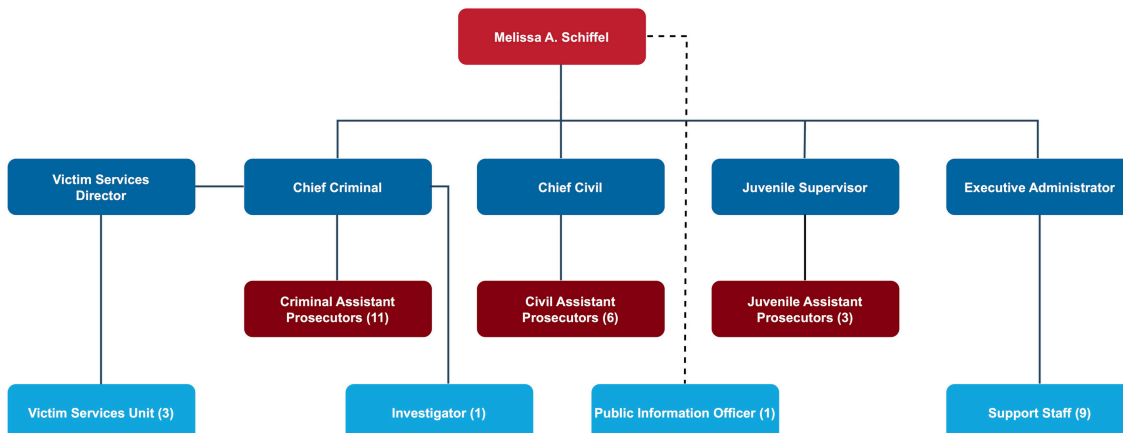 Melissa A. Schiffel
Victim Services
Director
Chief Criminal
Chief Civil
Juvenile Supervisor
Executive Administrator
Criminal Assistant
Prosecutors (11)
Civil Assistant
Prosecutors (6)
Juvenile Assistant
Prosecutors (3)
Victim Services Unit (3)
Investigator (1)
Public Information Officer (1)
Support Staff (9)